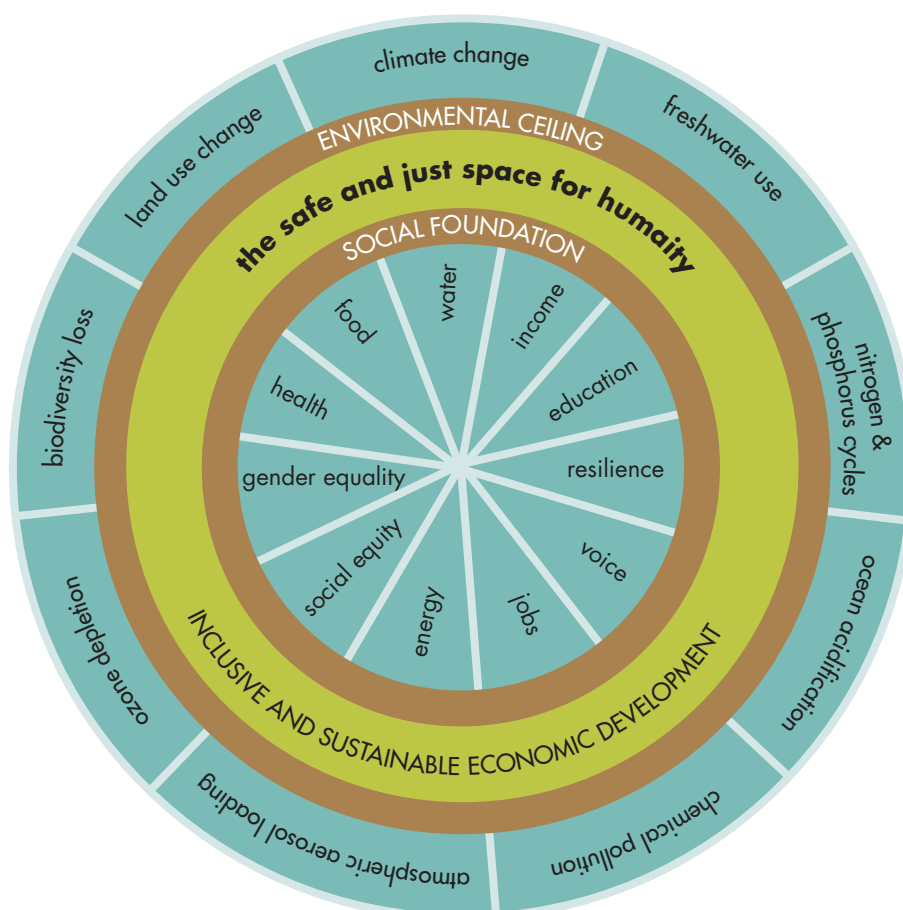 climate change
freshwater use
nitrogen &
phosphorus cycles
ocean acidification
chemical pollution
atmospheric aerosol loading
ozone depletion
biodiversity loss
land use change
ENVIRONMENTAL CEILING
the safe and just space for humaity
SOCIAL FOUNDATION
water
income
education
resilience
voice
jobs
energy
social equity
gender equality
health
food
INCLUSIVE AND SUSTAINABLE ECONOMIC DEVELOPMENT